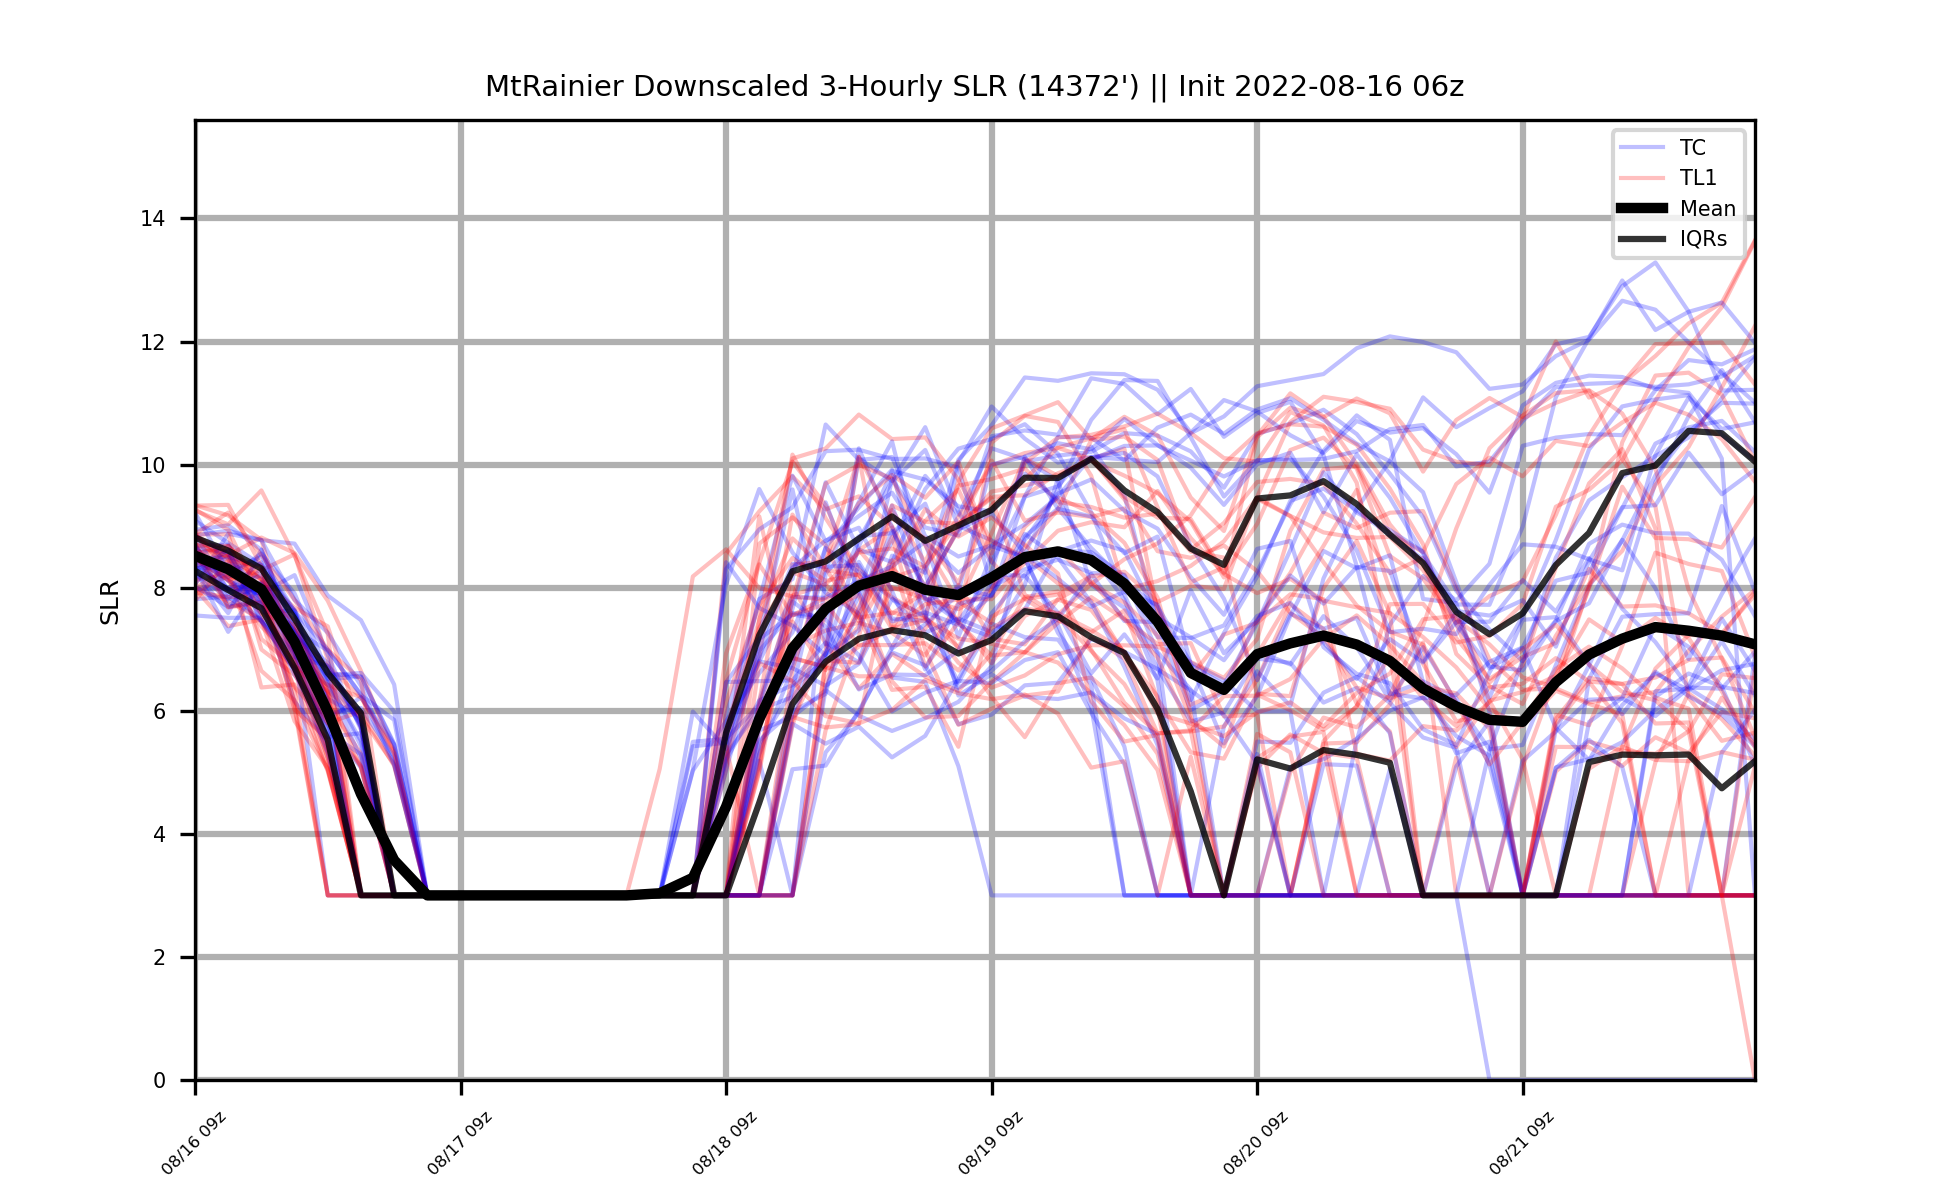 MtRainier Downscaled 3-Hourly SLR (14372') || Init 2022-08-16 06z
TC
TL1
Mean
IQRs
SLR
14
12
10
8
6
4
2
0
08/16 09z
08/17 09z
08/18 09z
08/19 09z
08/20 09z
08/21 09z